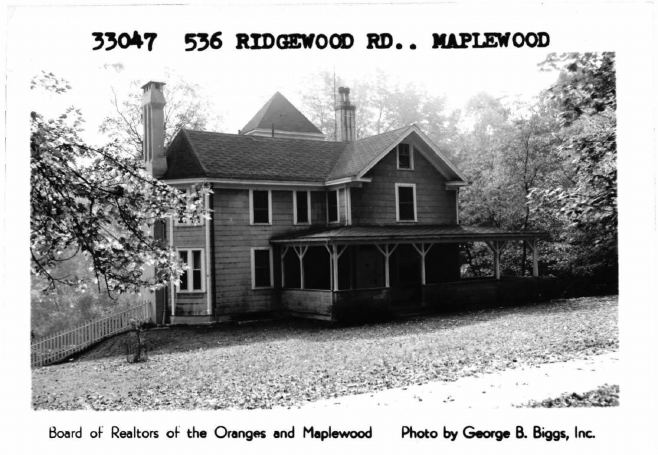 33047 536 RIDGEWOOD RD.. MAPLEWOOD
Board of Realtors of the Oranges and Maplewood Photo by George B. Biggs, Inc.